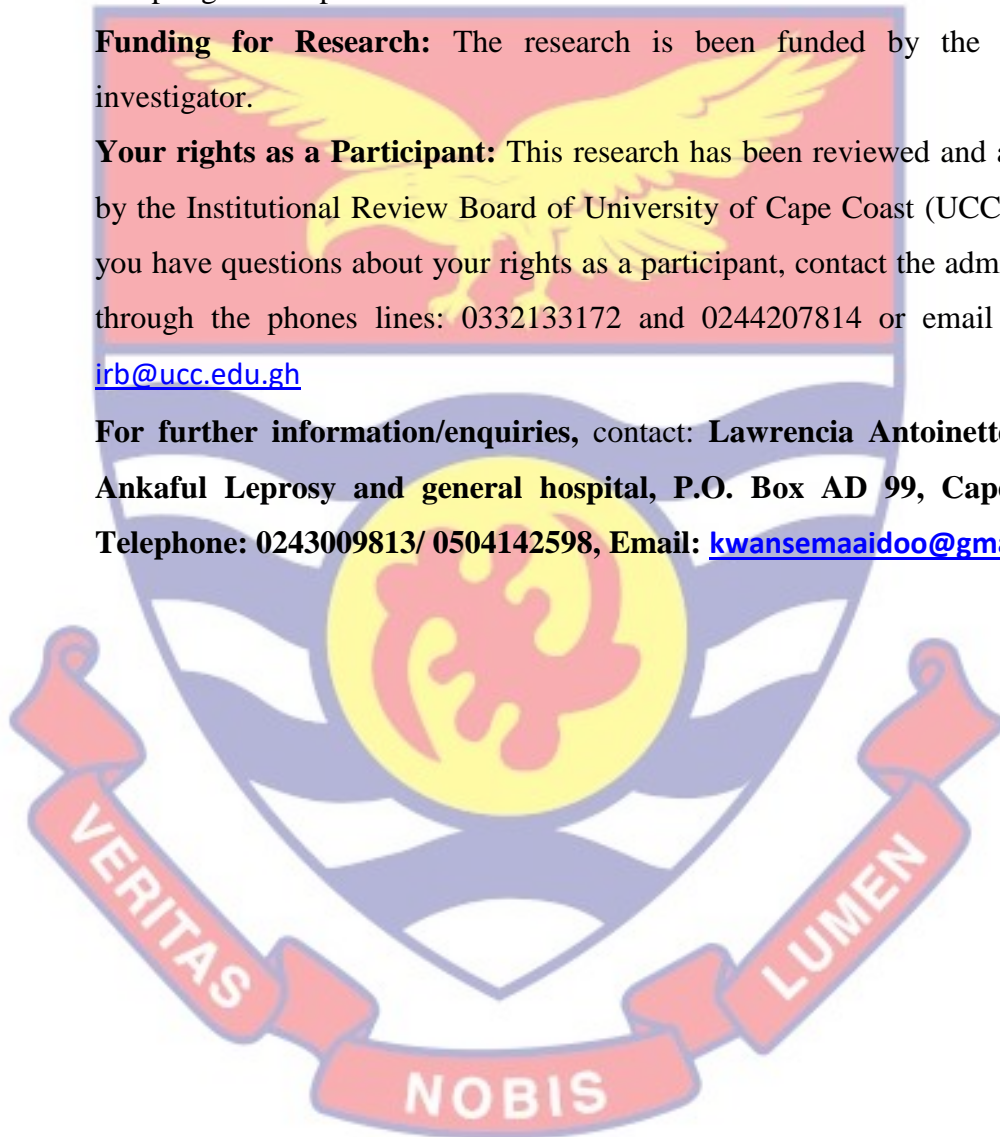 Funding for Research: The research is been funded by the
investigator.
Your rights as a Participant: This research has been reviewed and
by the Institutional Review Board of University of Cape Coast (UCC
you have questions about your rights as a participant, contact the
through the phones lines: 0332133172 and 0244207814 or email
irb@ucc.edu.gh
For further information/enquiries, contact: Lawrencia Antoinette
Ankaful Leprosy and general hospital, P.O. Box AD 99, Cape
Telephone: 0243009813/ 0504142598, Email: kwansemaaidoo@gma
VERITAS
NOBIS
LUMEN